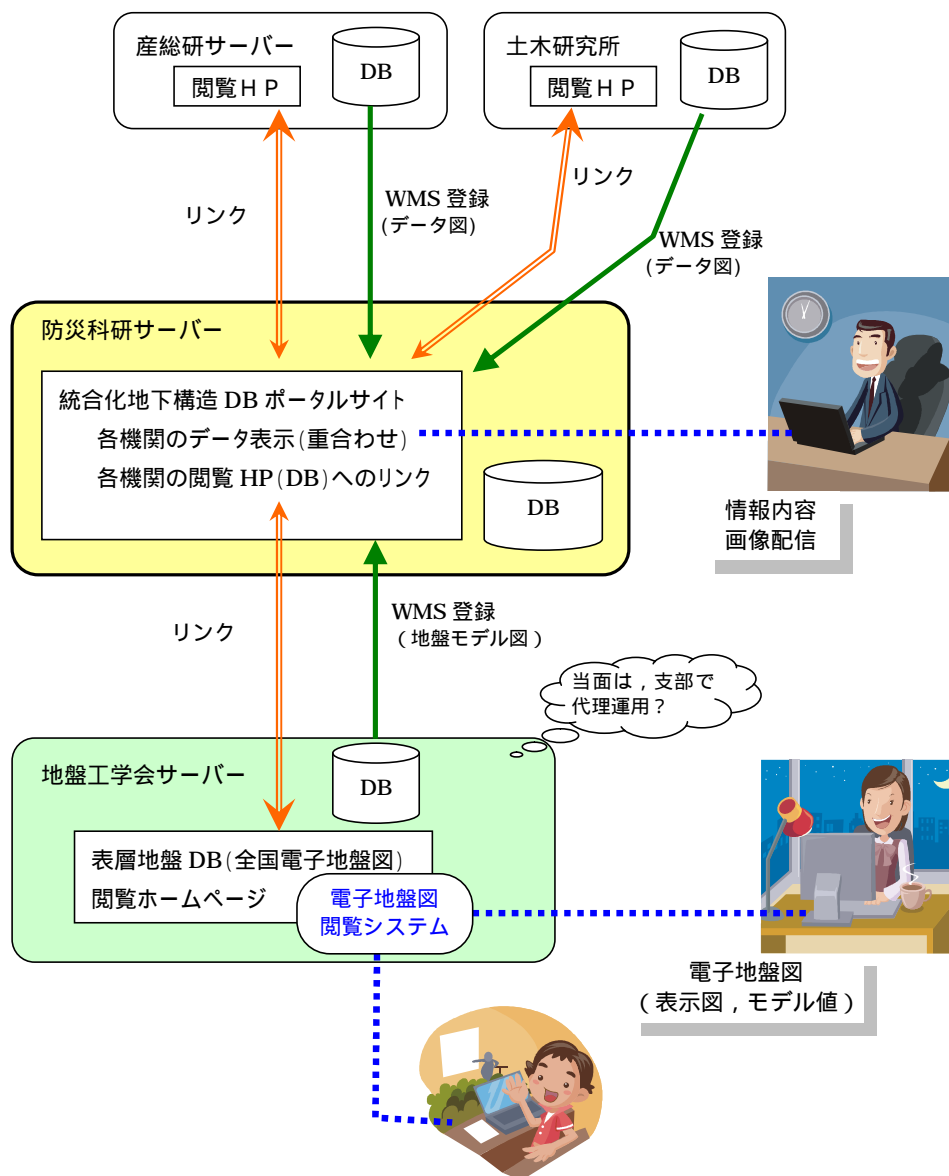 産総研サーバー
閲覧ＨＰ
DB
土木研究所
閲覧ＨＰ
DB
リンク
WMS 登録
(データ図)
リンク
WMS 登録
(データ図)
防災科研サーバー
統合化地下構造 DB ポータルサイト
各機関のデータ表示(重合わせ)
各機関の閲覧 HP(DB)へのリンク
DB
情報内容
画像配信
リンク
WMS 登録
（地盤モデル図）
当面は，支部で
代理運用？
地盤工学会サーバー
DB
表層地盤 DB(全国電子地盤図)
閲覧ホームページ
電子地盤図
閲覧システム
電子地盤図
（表示図，モデル値）